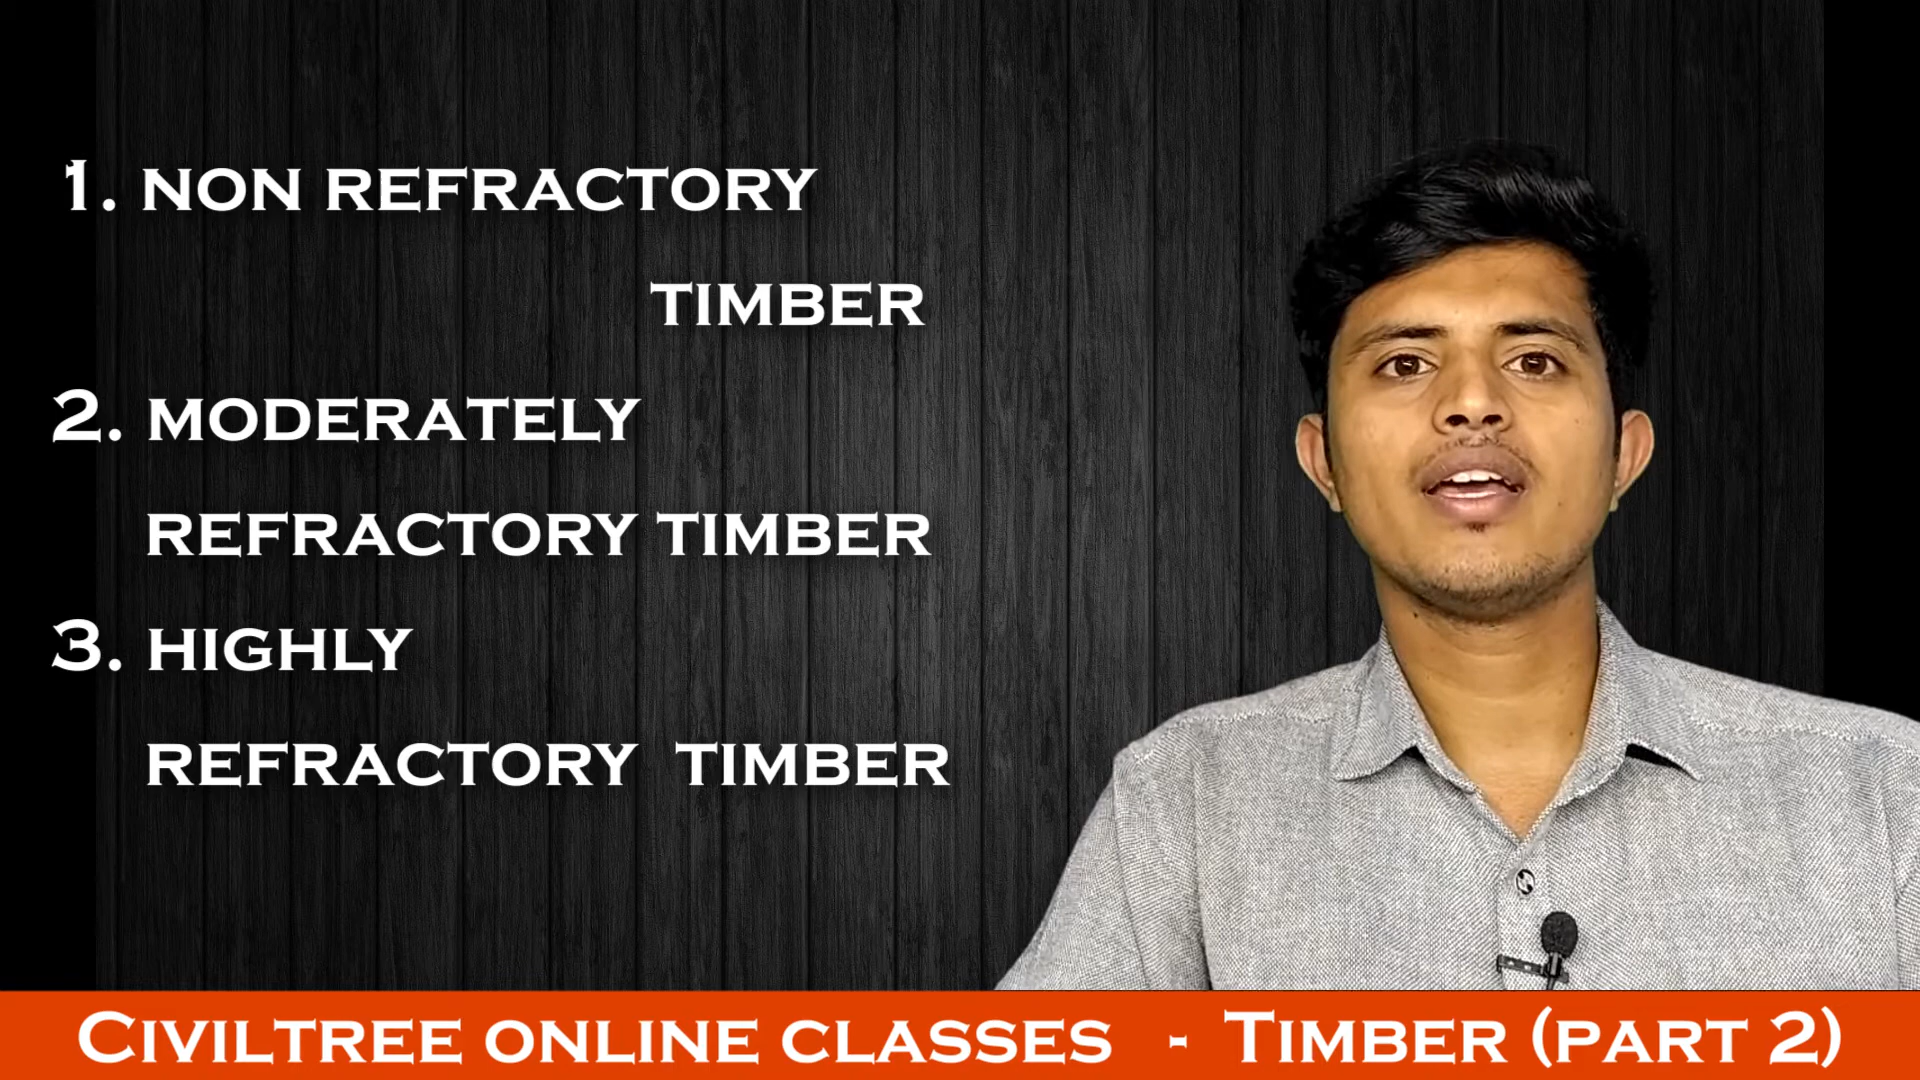 1. NON REFRACTORY
TIMBER
2. MODERATELY
REFRACTORY TIMBER
3. HIGHLY
REFRACTORY TIMBER
CIVILTREE ONLINE CLASSES - TIMBER (PART 2)